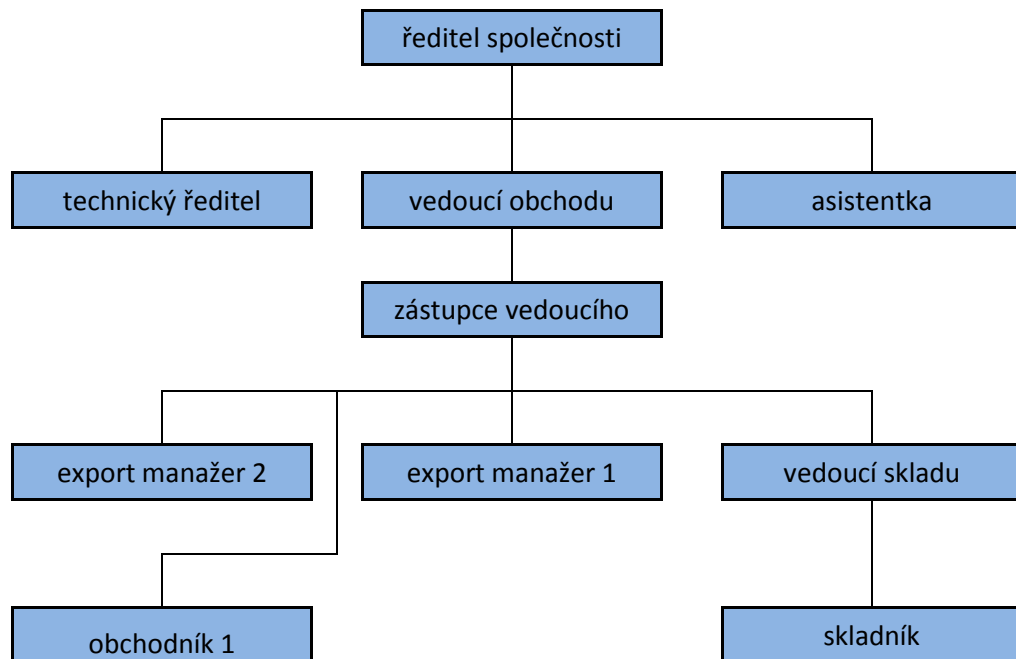 ředitel společnosti
technický ředitel
vedoucí obchodu
asistentka
zástupce vedoucího
export manažer 2
export manažer 1
vedoucí skladu
obchodník 1
skladník